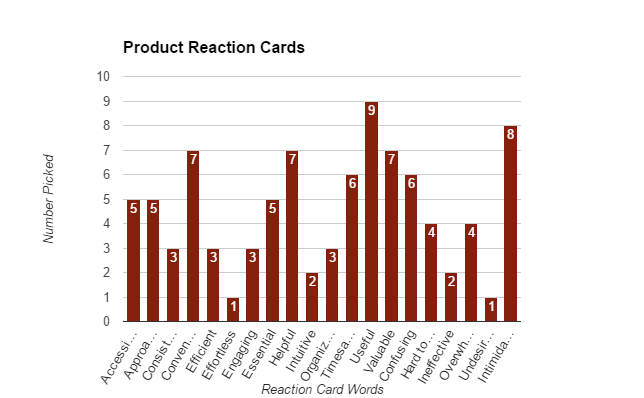 Product Reaction Cards
10
9
8
7
6
5
4
3
2
1
0
Number Picked
5
5
3
7
3
1
3
5
7
2
3
6
9
7
6
4
2
4
1
8
Accessi...
Approa...
Consist...
Conven...
Efficient
Effortless
Engaging
Essential
Helpful
Intuitive
Organiz...
Timesa...
Useful
Valuable
Confusing
Hard to...
Ineffective
Overwh...
Undesir...
Intimida...
Reaction Card Words